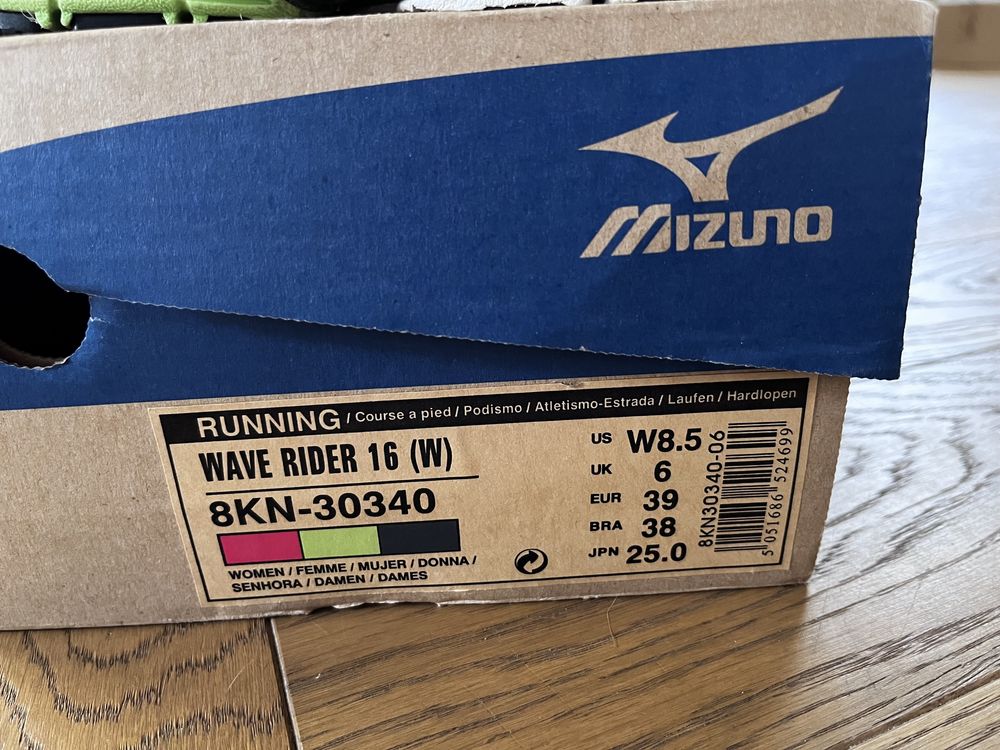 MIZUNO
RUNNING / Course a pied / Podismo / Atletismo-Estrada / Laufen / Hardlopen
WAVE RIDER 16 (W)
8KN-30340
WOMEN / FEMME / MUJER / DONNA /
SENHORA / DAMEN / DAMES
US W8.5
UK 6
EUR 39
BRA 38
JPN 25.0
8KN30340-06
5 051686 524699